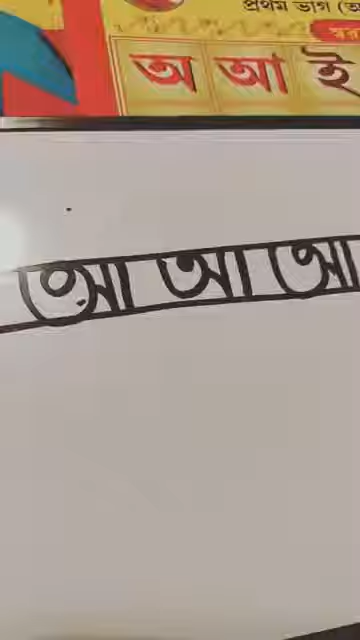 প্রথম ভাগ
অ আ ই
আ আ আ